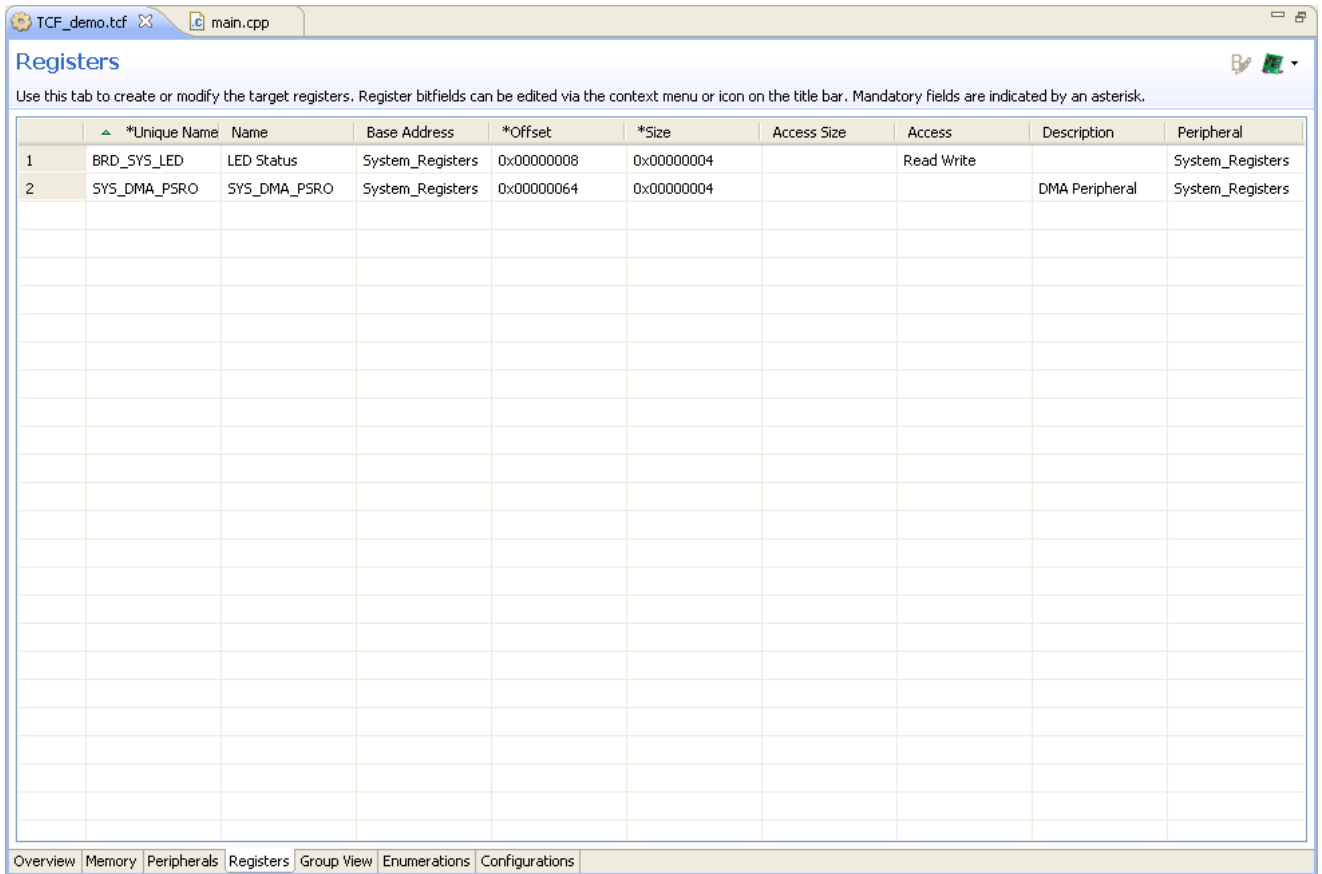 TCF_demo.tcf main.cpp
Registers
Use this tab to create or modify the target registers. Register bitfields can be edited via the context menu or icon on the title bar. Mandatory fields are indicated by an asterisk.
*Unique Name Name Base Address *Offset *Size Access Size Access Description Peripheral
1 BRD_SYS_LED LED Status System_Registers 0x00000008 0x00000004 Read Write System_Registers
2 SYS_DMA_PSRO SYS_DMA_PSRO System_Registers 0x00000064 0x00000004 DMA Peripheral System_Registers
Overview Memory Peripherals Registers Group View Enumerations Configurations